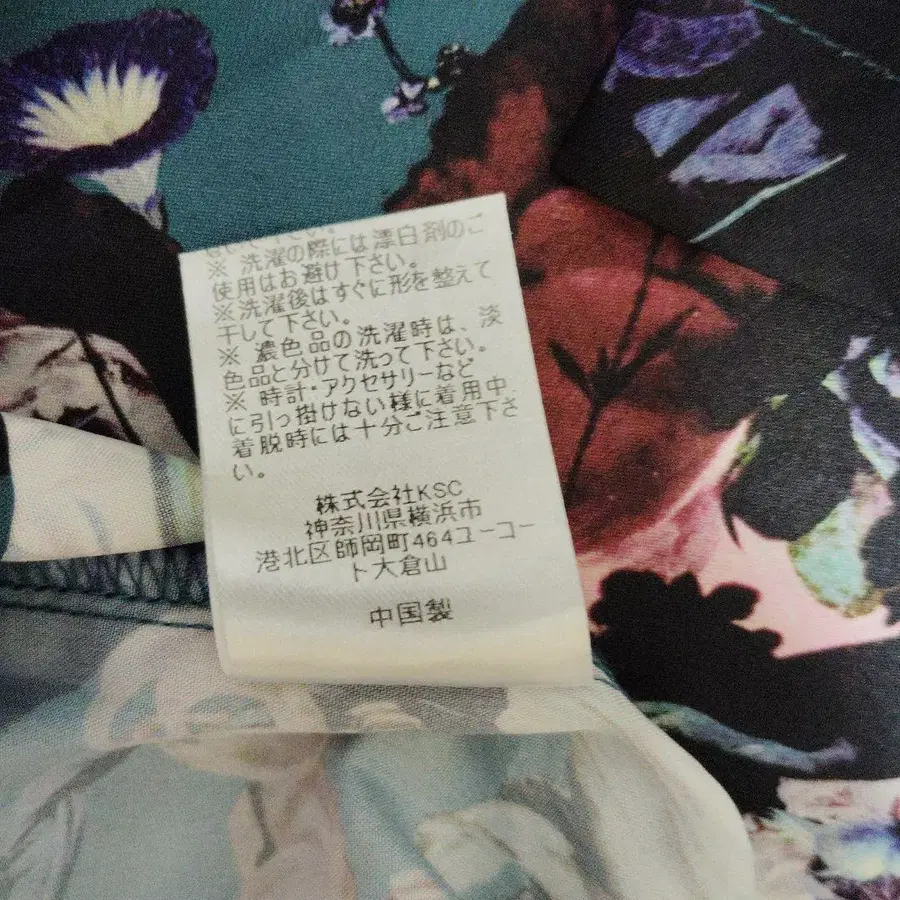 ※ 洗濯の際には漂白剤のご
使用はお避け下さい。
※洗濯後はすぐに形を整えて
干して下さい。
※ 濃色品の洗濯時は、淡
色品と分けて洗って下さい。
※ 時計・アクセサリーなど
に引っ掛けない様に着用中
着脱時には十分ご注意下さ
い。
株式会社KSC
神奈川県横浜市
港北区師岡町464ユーコー
ト大倉山
中国製